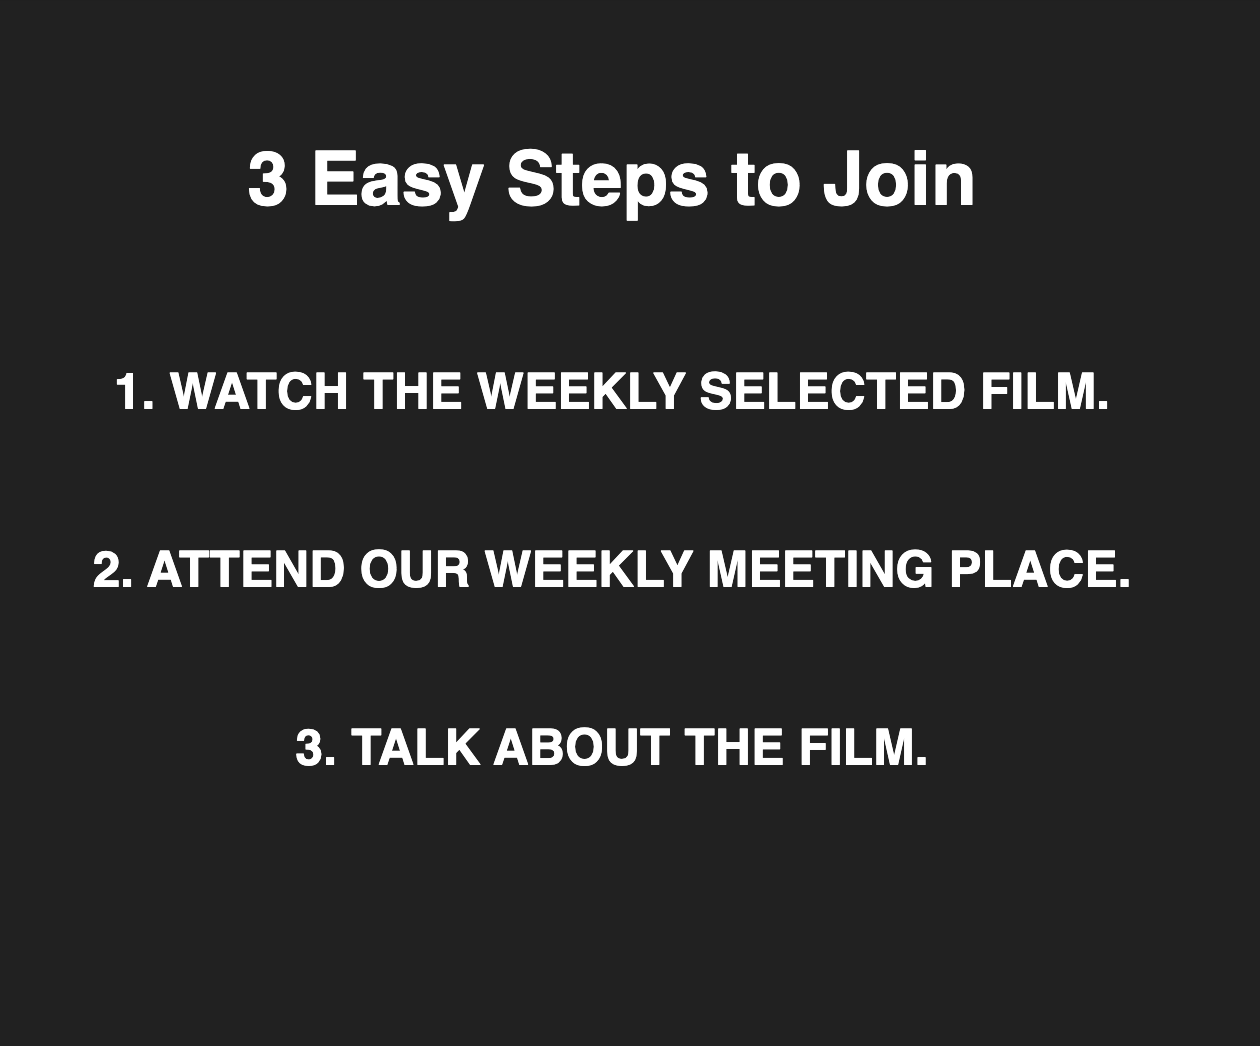 3 Easy Steps to Join
1. WATCH THE WEEKLY SELECTED FILM.
2. ATTEND OUR WEEKLY MEETING PLACE.
3. TALK ABOUT THE FILM.